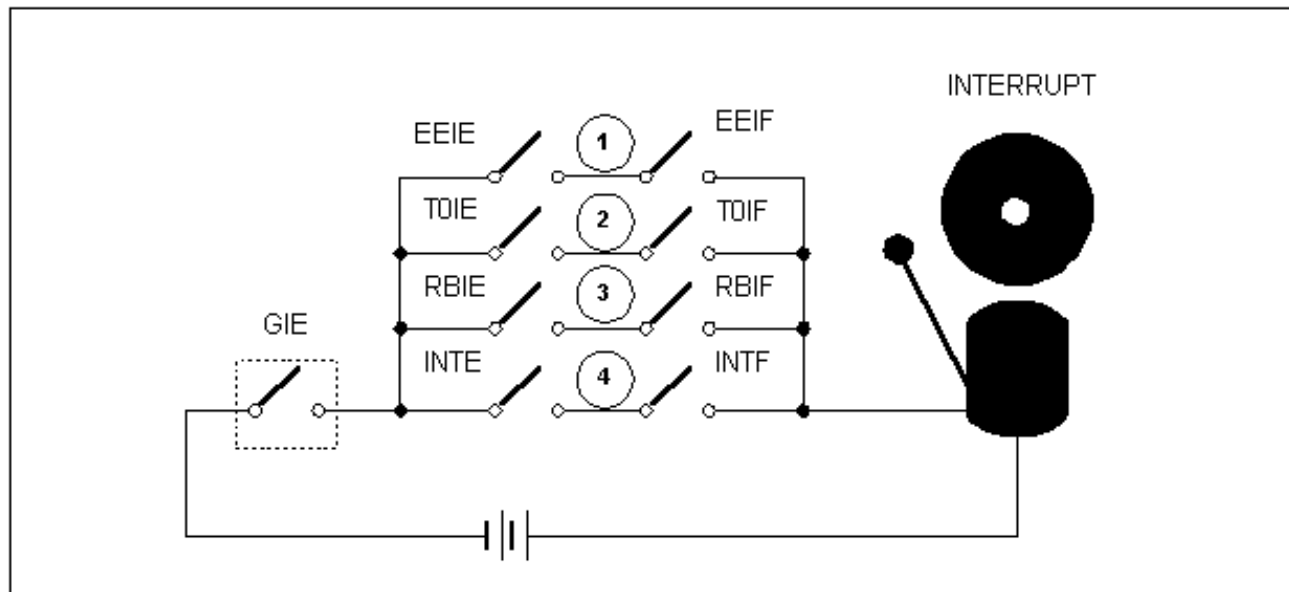 INTERRUPT
EEIE 1 EEIF
T0IE 2 T0IF
RBIE 3 RBIF
GIE
INTE 4 INTF